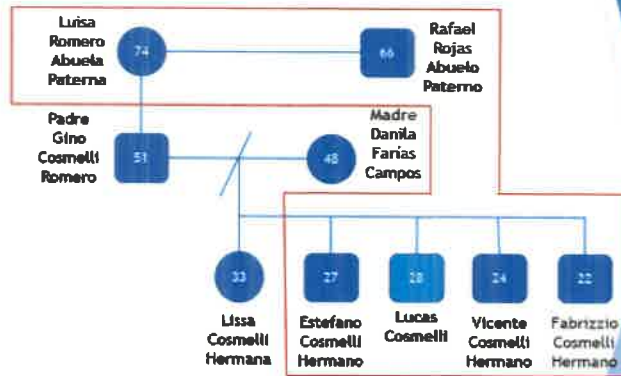 Luisa
Romero
Abuela
Paterna
74
66
Rafael
Rojas
Abuelo
Paterno
Padre
Gino
Cosmelli
Romero
51
48
Madre
Danila
Farías
Campos
33
27
28
24
22
Lissa
Cosmelli
Hermana
Estefano
Cosmelli
Hermano
Lucas
Cosmelli
Vicente
Cosmelli
Hermano
Fabrizzio
Cosmelli
Hermano